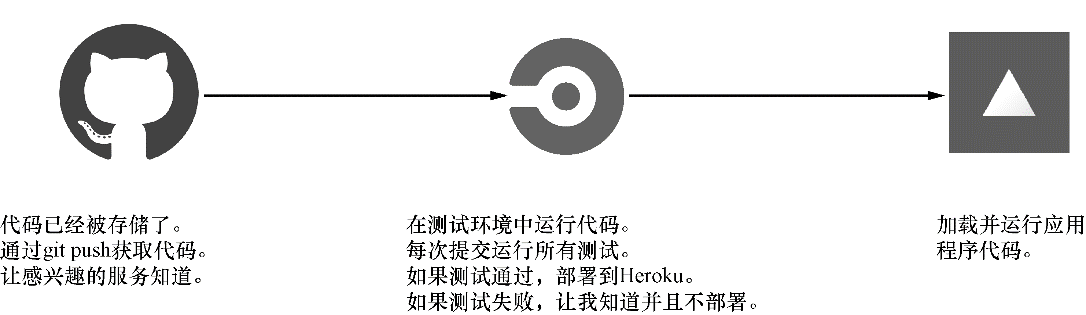 代码已经被存储了。
通过git push获取代码。
让感兴趣的服务知道。
在测试环境中运行代码。
每次提交运行所有测试。
如果测试通过，部署到Heroku。
如果测试失败，让我知道并且不部署。
加载并运行应用
程序代码。